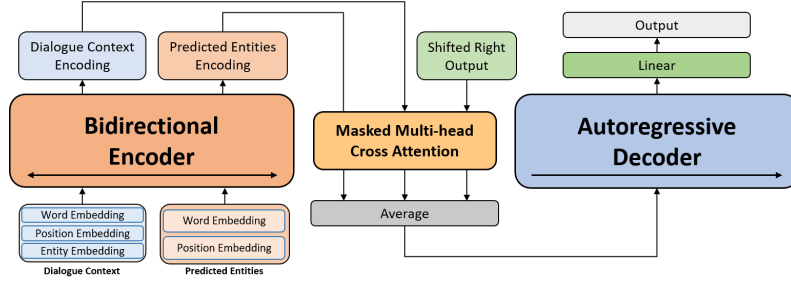 Dialogue Context
Encoding
Predicted Entities
Encoding
Shifted Right
Output
Output
Linear
Bidirectional
Encoder
Masked Multi-head
Cross Attention
Autoregressive
Decoder
Word Embedding
Position Embedding
Entity Embedding
Dialogue Context
Word Embedding
Position Embedding
Predicted Entities
Average